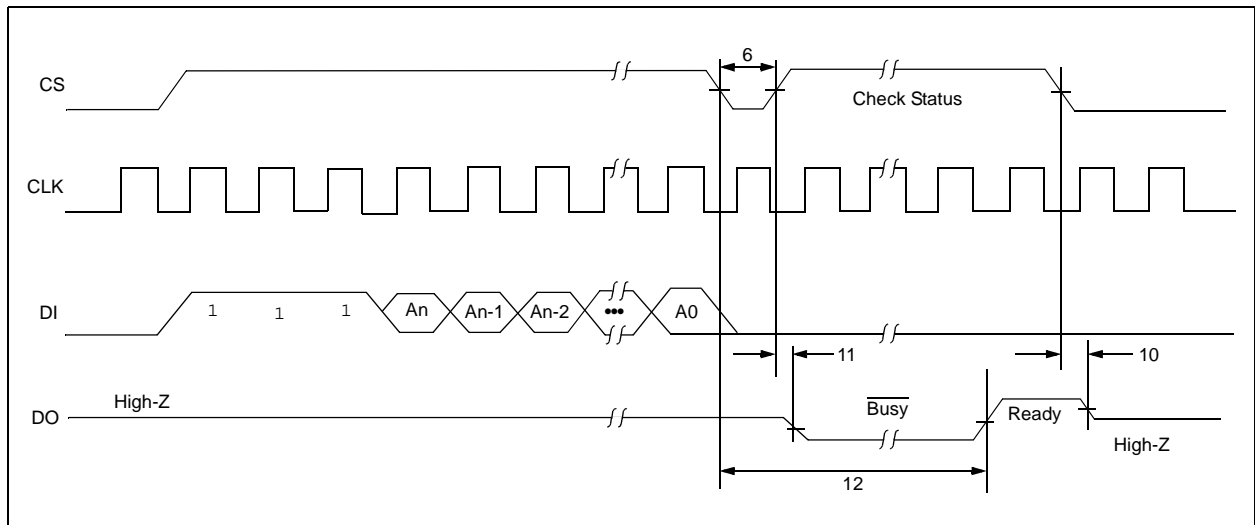 6
CS
Check Status
CLK
DI
1 1 1 An An-1 An-2 ••• A0
11
10
High-Z
DO
Busy
Ready
High-Z
12